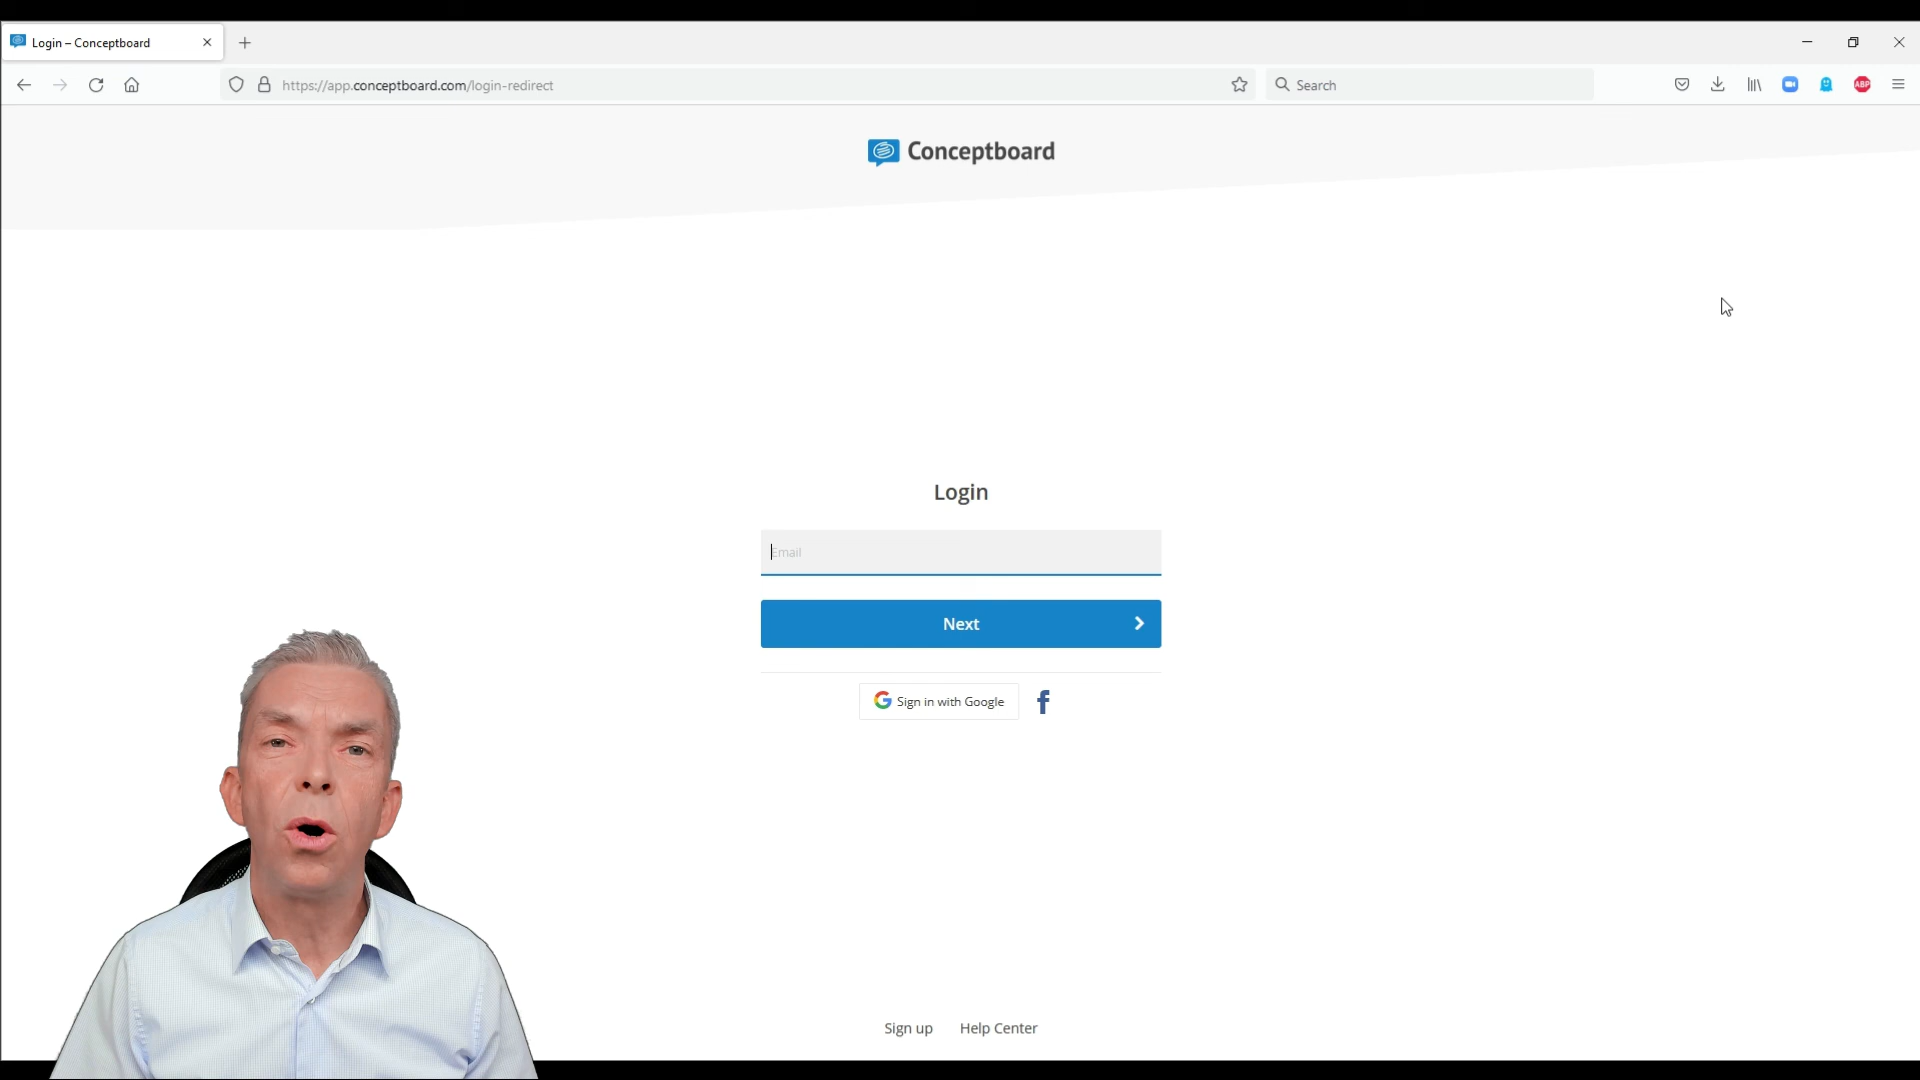 Login – Conceptboard
https://app.conceptboard.com/login-redirect
Search
ABP
Conceptboard
Login
Email
Next
Sign in with Google
Sign up
Help Center